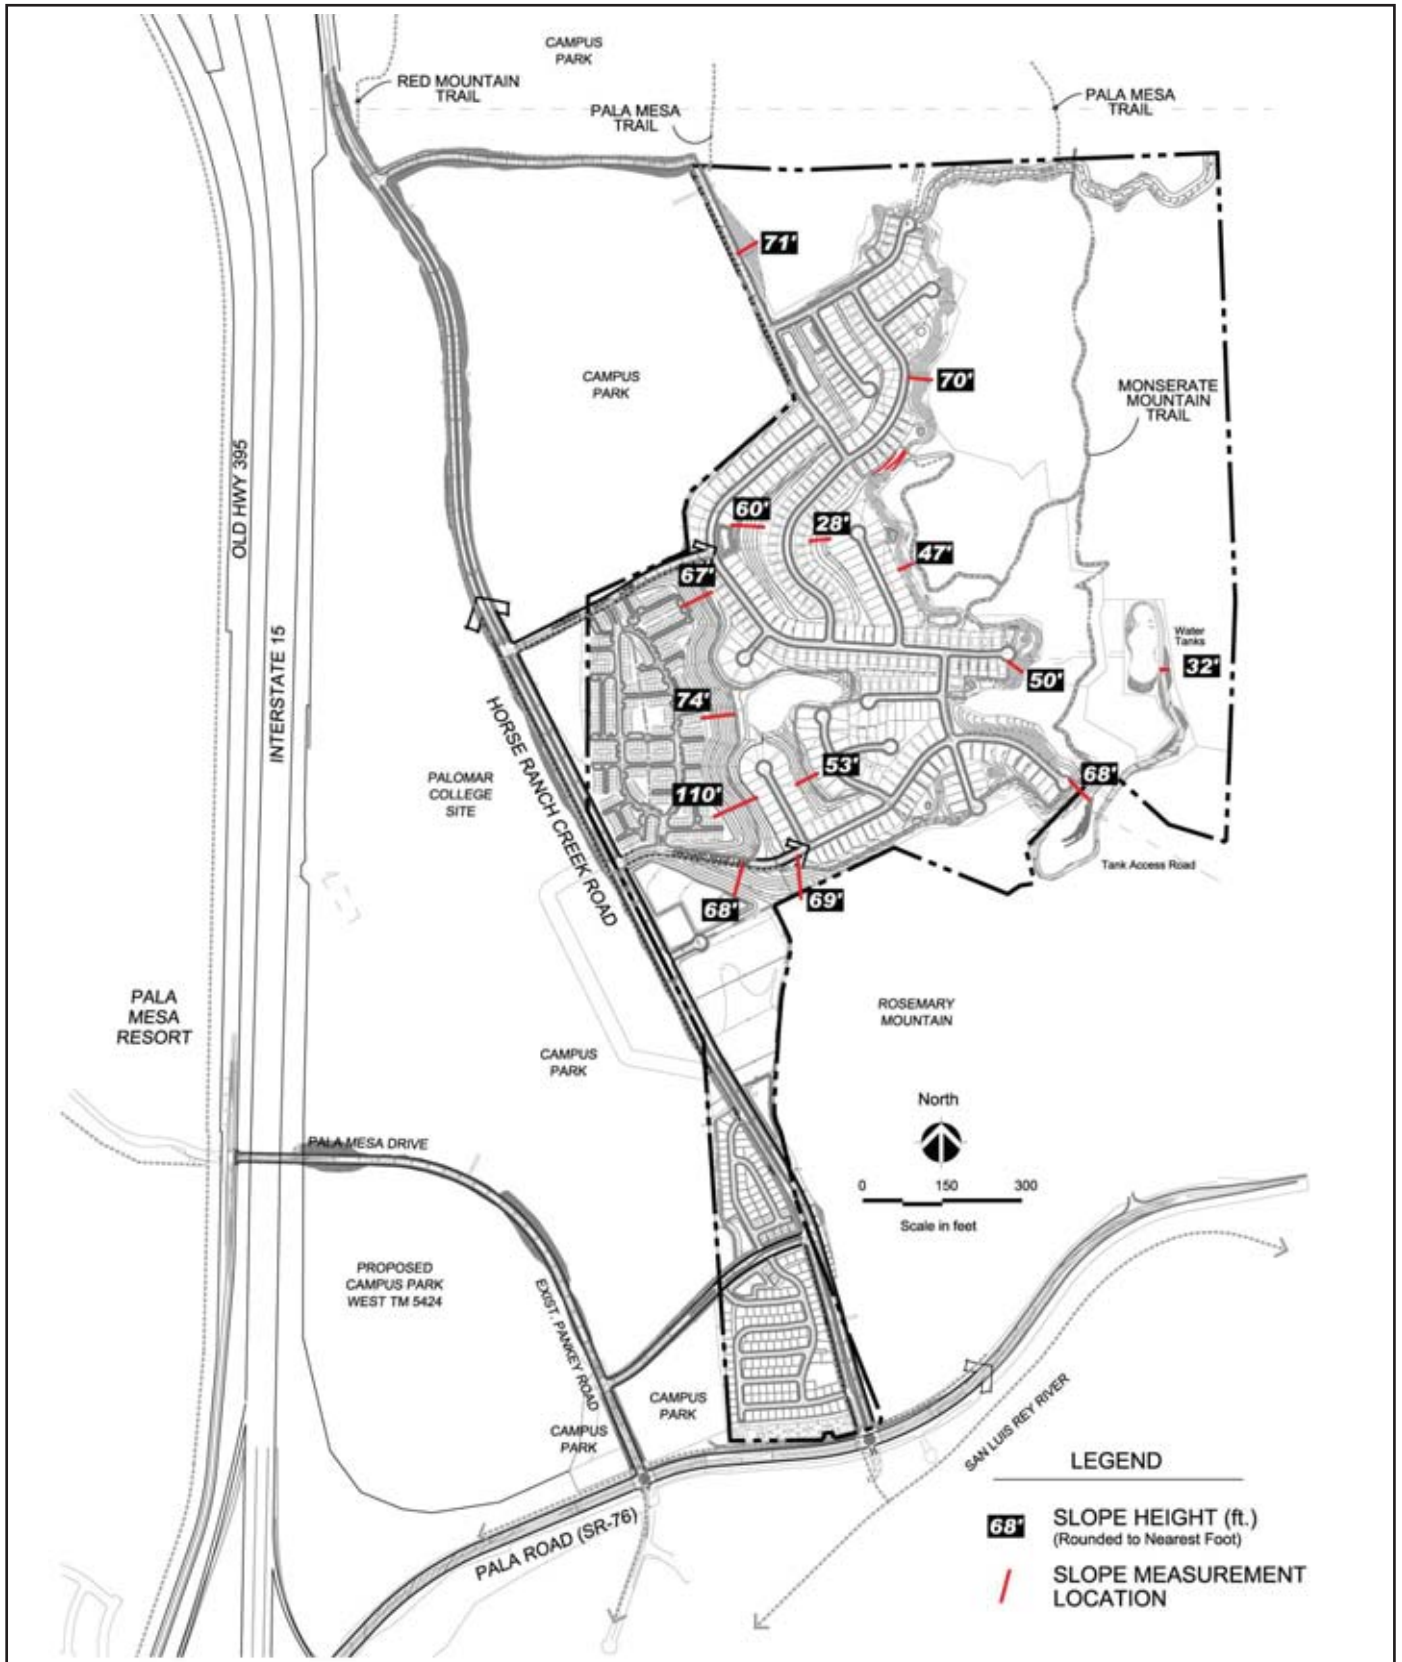 CAMPUS
PARK
RED MOUNTAIN
TRAIL
PALA MESA
TRAIL
PALA MESA
TRAIL
71'
CAMPUS
PARK
70'
MONSERATE
MOUNTAIN
TRAIL
OLD HWY 395
60'
28'
47'
67'
INTERSTATE 15
Water
Tanks
32'
50'
HORSE RANCH CREEK ROAD
74'
PALOMAR
COLLEGE
SITE
53'
68'
110'
Tank Access Road
68'
69'
PALA
MESA
RESORT
ROSEMARY
MOUNTAIN
CAMPUS
PARK
North
PALA MESA DRIVE
0 150 300
Scale in feet
PROPOSED
CAMPUS PARK
WEST TM 5424
EXIST. PANKEY ROAD
CAMPUS
PARK
CAMPUS
PARK
SAN LUIS REY RIVER
PALA ROAD (SR-76)
LEGEND
68' SLOPE HEIGHT (ft.)
(Rounded to Nearest Foot)
SLOPE MEASUREMENT
LOCATION